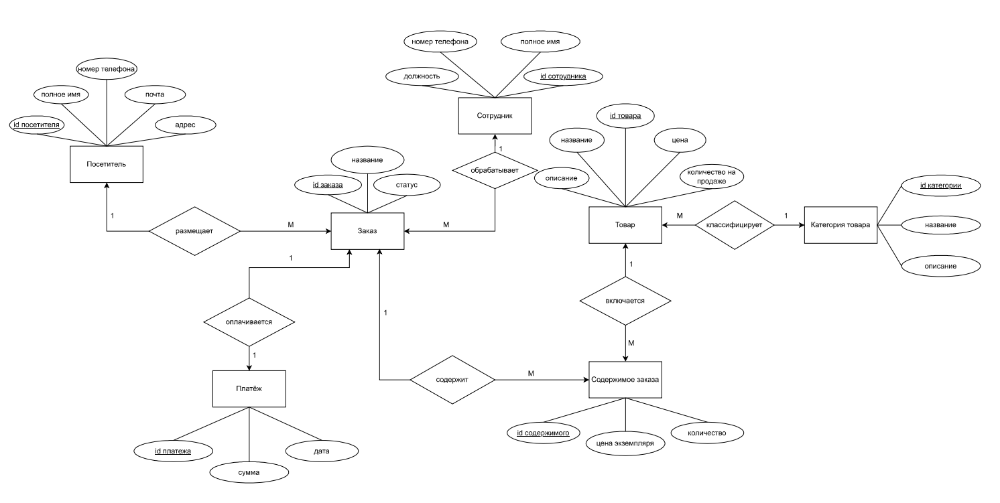 номер телефона
полное имя
должность
id сотрудника
Сотрудник
номер телефона
полное имя
почта
id посетителя
адрес
Посетитель
название
id заказа
статус
Заказ
1
обрабатывает
M
1
размещает
M
id товара
название
цена
описание
количество на
продаже
Товар
M
классифицирует
1
Категория товара
id категории
название
описание
1
оплачивается
1
Платёж
id платежа
дата
сумма
1
содержит
M
1
включается
M
Содержимое заказа
id содержимого
цена экземпляря
количество